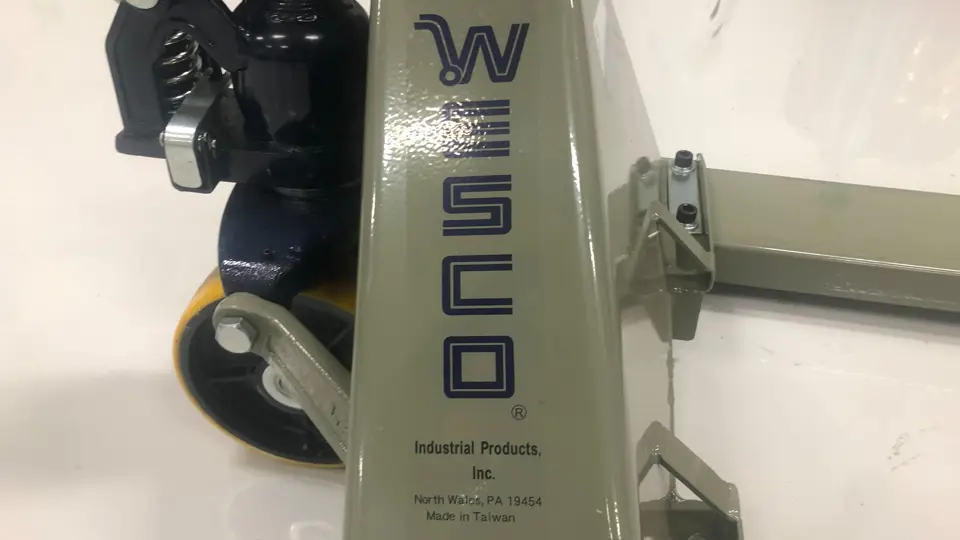 WESCO
®
Industrial Products,
Inc.
North Wales, PA 19454
Made in Taiwan